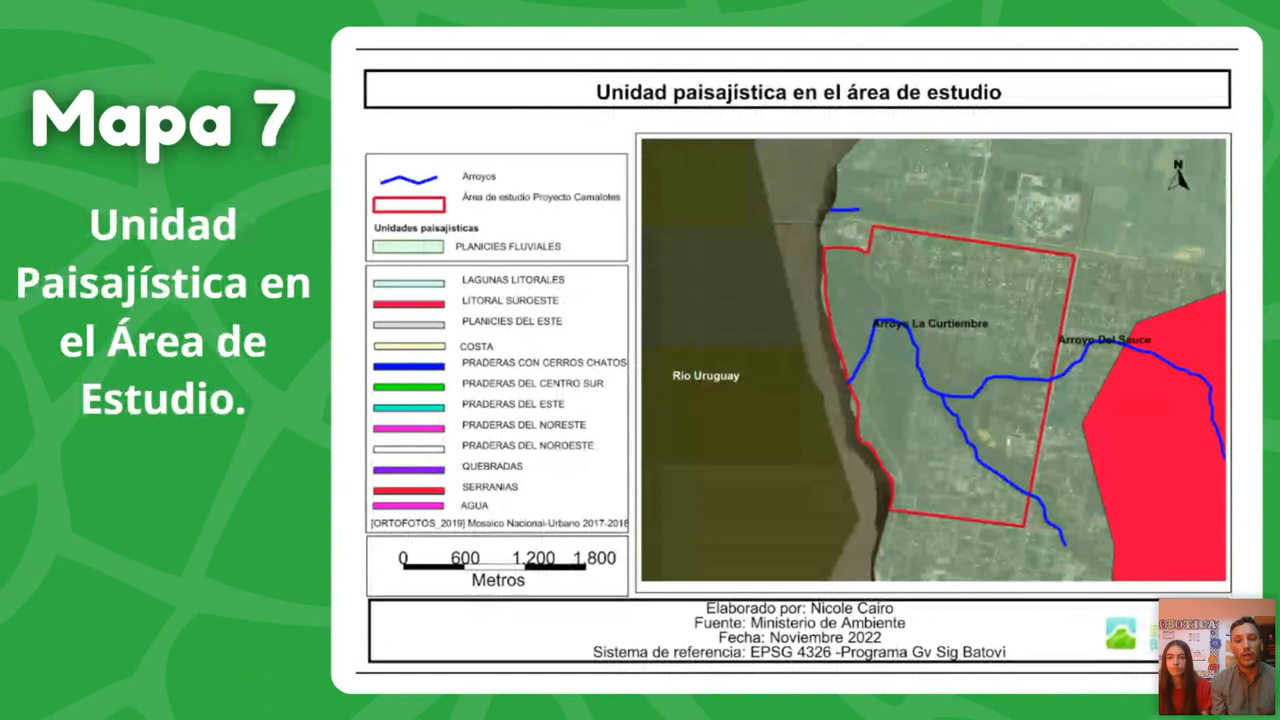 Mapa 7
Unidad
Paisajística en
el Área de
Estudio.
Unidad paisajística en el área de estudio
Arroyos
Área de estudio Proyecto Camalotes
Unidades paisajísticas
PLANICIES FLUVIALES
LAGUNAS LITORALES
LITORAL SUROESTE
PLANICIES DEL ESTE
COSTA
PRADERAS CON CERROS CHATOS
PRADERAS DEL CENTRO SUR
PRADERAS DEL ESTE
PRADERAS DEL NORESTE
PRADERAS DEL NOROESTE
QUEBRADAS
SERRANIAS
AGUA
[ORTOFOTOS_2019] Mosaico Nacional-Urbano 2017-2018
0 600 1.200 1.800
Metros
N
Arroyo La Curtiembre
Arroyo Del Sauce
Río Uruguay
Elaborado por: Nicole Cairo
Fuente: Ministerio de Ambiente
Fecha: Noviembre 2022
Sistema de referencia: EPSG 4326 -Programa Gv Sig Batovi